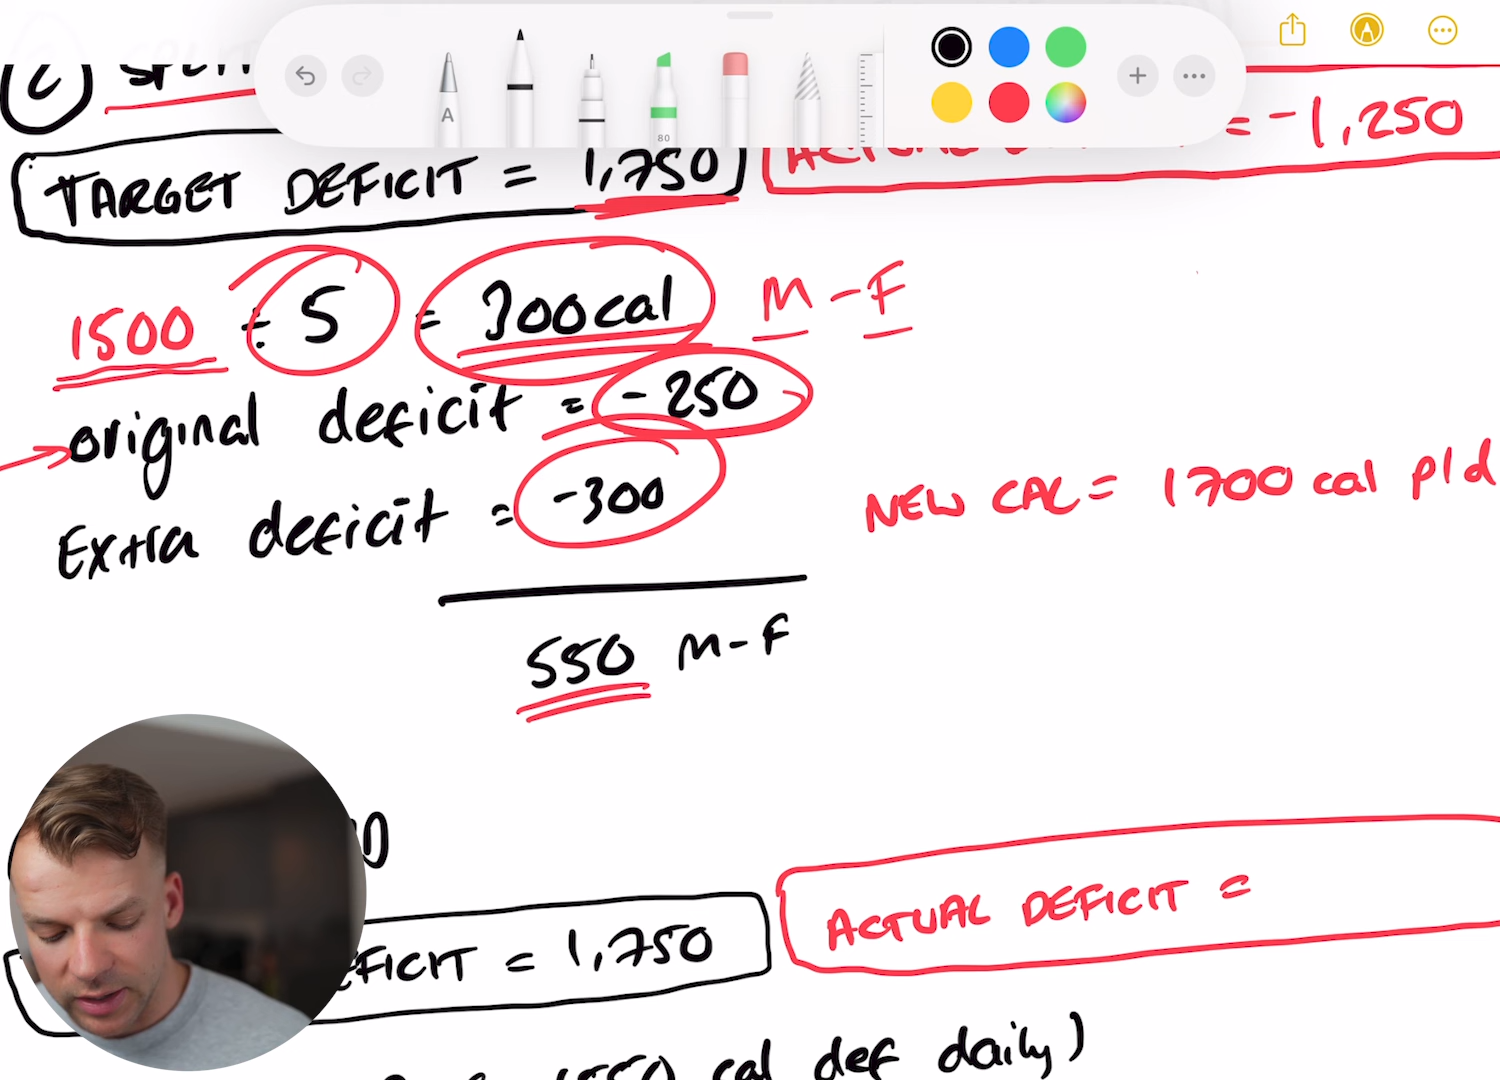 = -1,250
TARGET DEFICIT = 1,750
1500 ÷ 5 = 300cal M-F
original deficit = -250
Extra deficit = -300
NEW CAL = 1700 cal p/d
550 M-F
= 1,750
ACTUAL DEFICIT =
cal def daily)
A
80